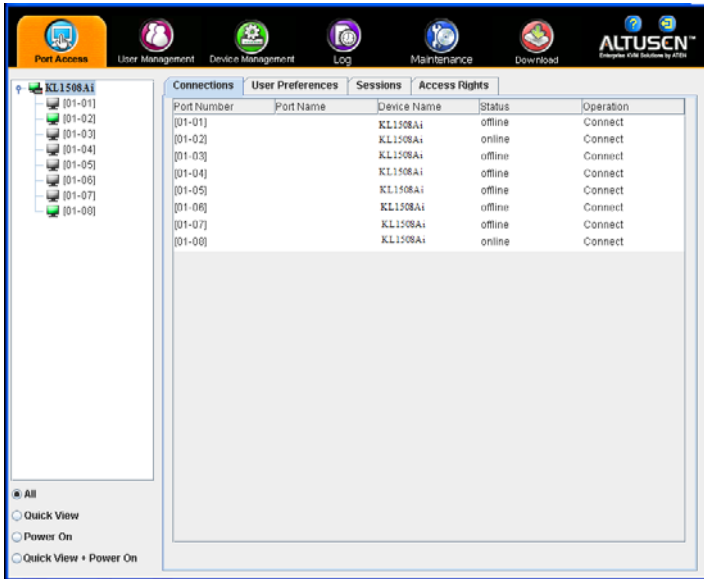 Port Access User Management Device Management Log Maintenance Download
ALTUSEN™
Enterprise KVM Solutions by ATEN
KL1508Ai
[01-01]
[01-02]
[01-03]
[01-04]
[01-05]
[01-06]
[01-07]
[01-08]
Connections User Preferences Sessions Access Rights
Port Number Port Name Device Name Status Operation
[01-01] KL1508Ai offline Connect
[01-02] KL1508Ai online Connect
[01-03] KL1508Ai offline Connect
[01-04] KL1508Ai offline Connect
[01-05] KL1508Ai offline Connect
[01-06] KL1508Ai offline Connect
[01-07] KL1508Ai offline Connect
[01-08] KL1508Ai online Connect
All
Quick View
Power On
Quick View + Power On